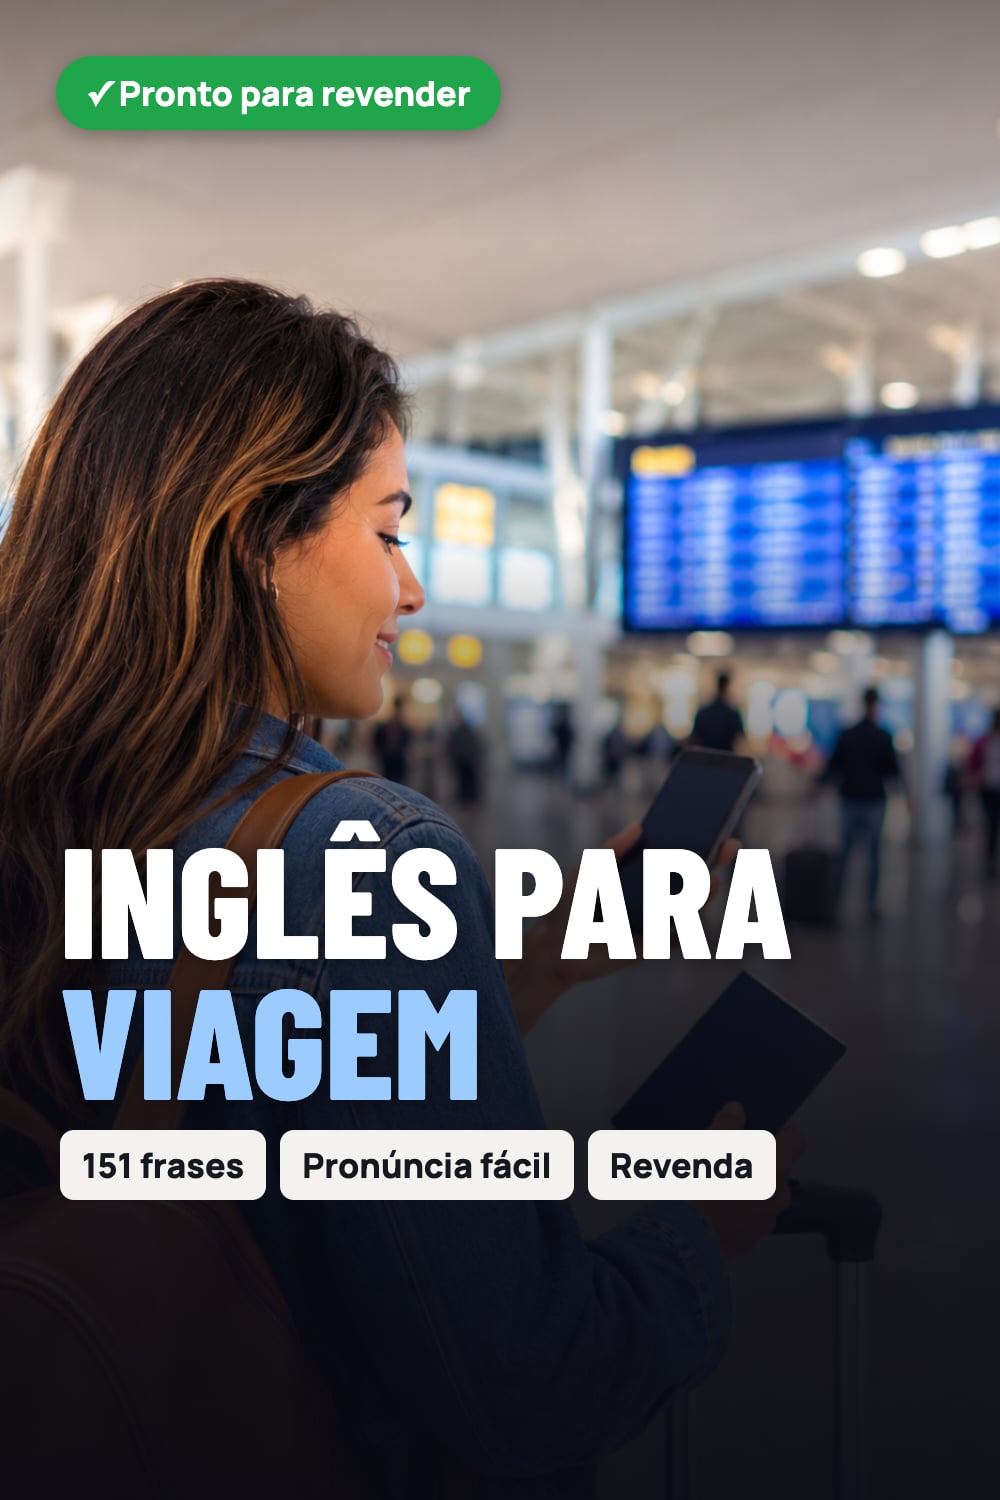 ✓Pronto para revender
INGLÊS PARA
VIAGEM
151 frases Pronúncia fácil Revenda